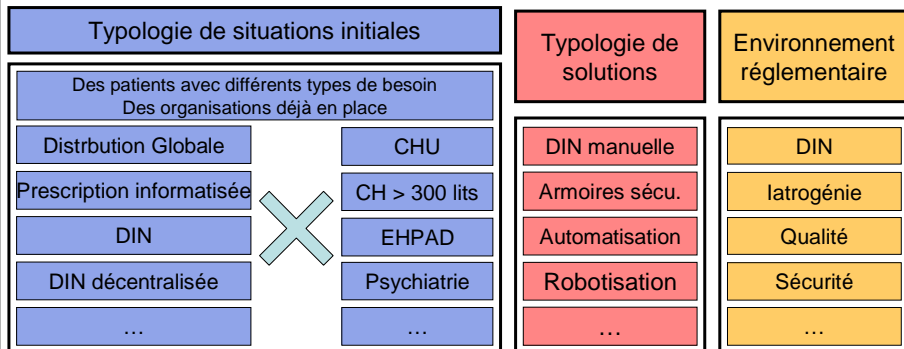 Typologie de situations initiales
Des patients avec différents types de besoin
Des organisations déjà en place
Distrbution Globale
Prescription informatisée
DIN
DIN décentralisée
…
CHU
CH > 300 lits
EHPAD
Psychiatrie
…
Typologie de
solutions
DIN manuelle
Armoires sécu.
Automatisation
Robotisation
…
Environnement
réglementaire
DIN
Iatrogénie
Qualité
Sécurité
…